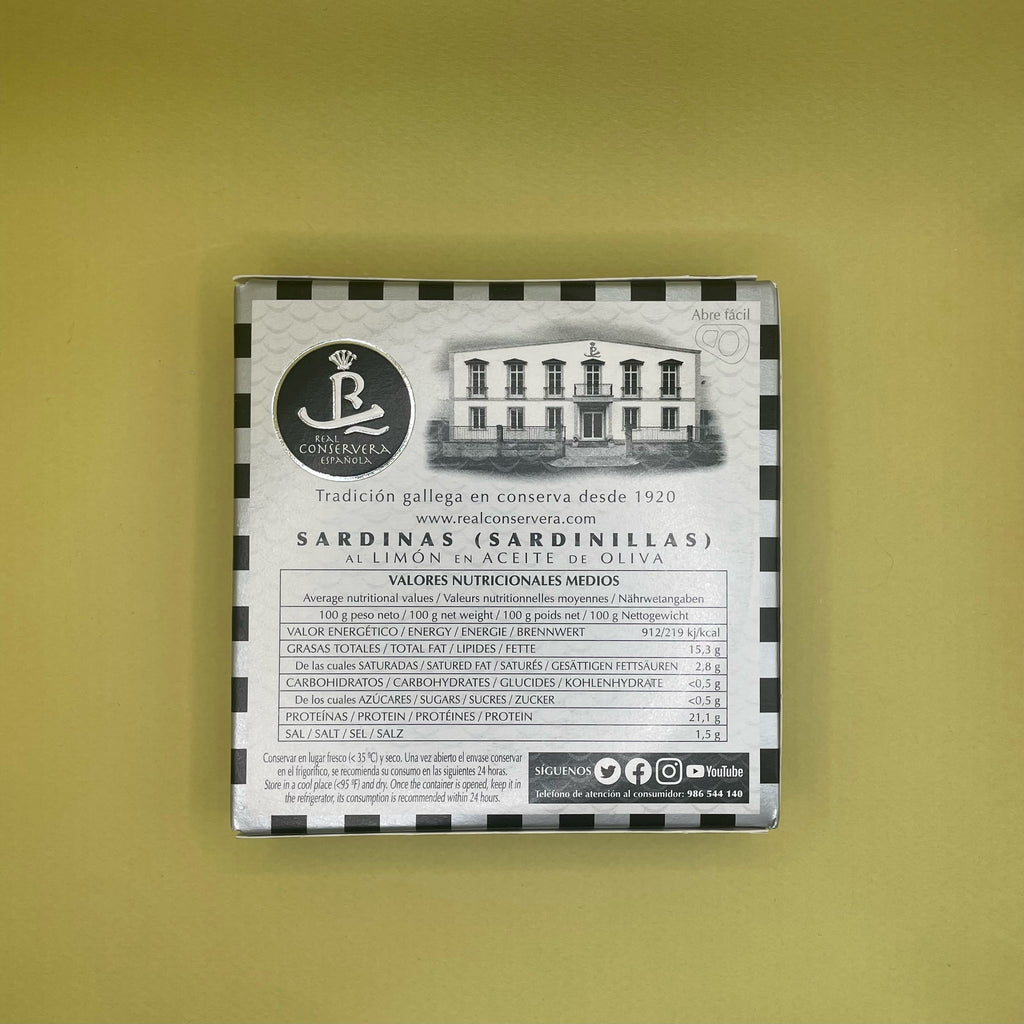 Abre fácil
R
REAL
CONSERVERA
ESPAÑOLA
Tradición gallega en conserva desde 1920
www.realconservera.com
SARDINAS (SARDINILLAS)
AL LIMÓN EN ACEITE DE OLIVA
VALORES NUTRICIONALES MEDIOS
Average nutritional values / Valeurs nutritionnelles moyennes / Nährwetangaben
100 g peso neto / 100 g net weight / 100 g poids net / 100 g Nettogewicht
VALOR ENERGÉTICO / ENERGY / ENERGIE / BRENNWERT 912/219 kj/kcal
GRASAS TOTALES / TOTAL FAT / LIPIDES / FETTE 15,3 g
De las cuales SATURADAS / SATURED FAT / SATURÉS / GESÄTTIGEN FETTSÄUREN 2,8 g
CARBOHIDRATOS / CARBOHYDRATES / GLUCIDES / KOHLENHYDRATE <0,5 g
De los cuales AZÚCARES / SUGARS / SUCRES / ZUCKER <0,5 g
PROTEÍNAS / PROTEIN / PROTÉINES / PROTEIN 21,1 g
SAL / SALT / SEL / SALZ 1,5 g
Conservar en lugar fresco (< 35 ºC) y seco. Una vez abierto el envase conservar
en el frigorífico, se recomienda su consumo en las siguientes 24 horas.
Store in a cool place (<95 ºF) and dry. Once the container is opened, keep it in
the refrigerator, its consumption is recommended within 24 hours.
SÍGUENOS YouTube
Teléfono de atención al consumidor: 986 544 140